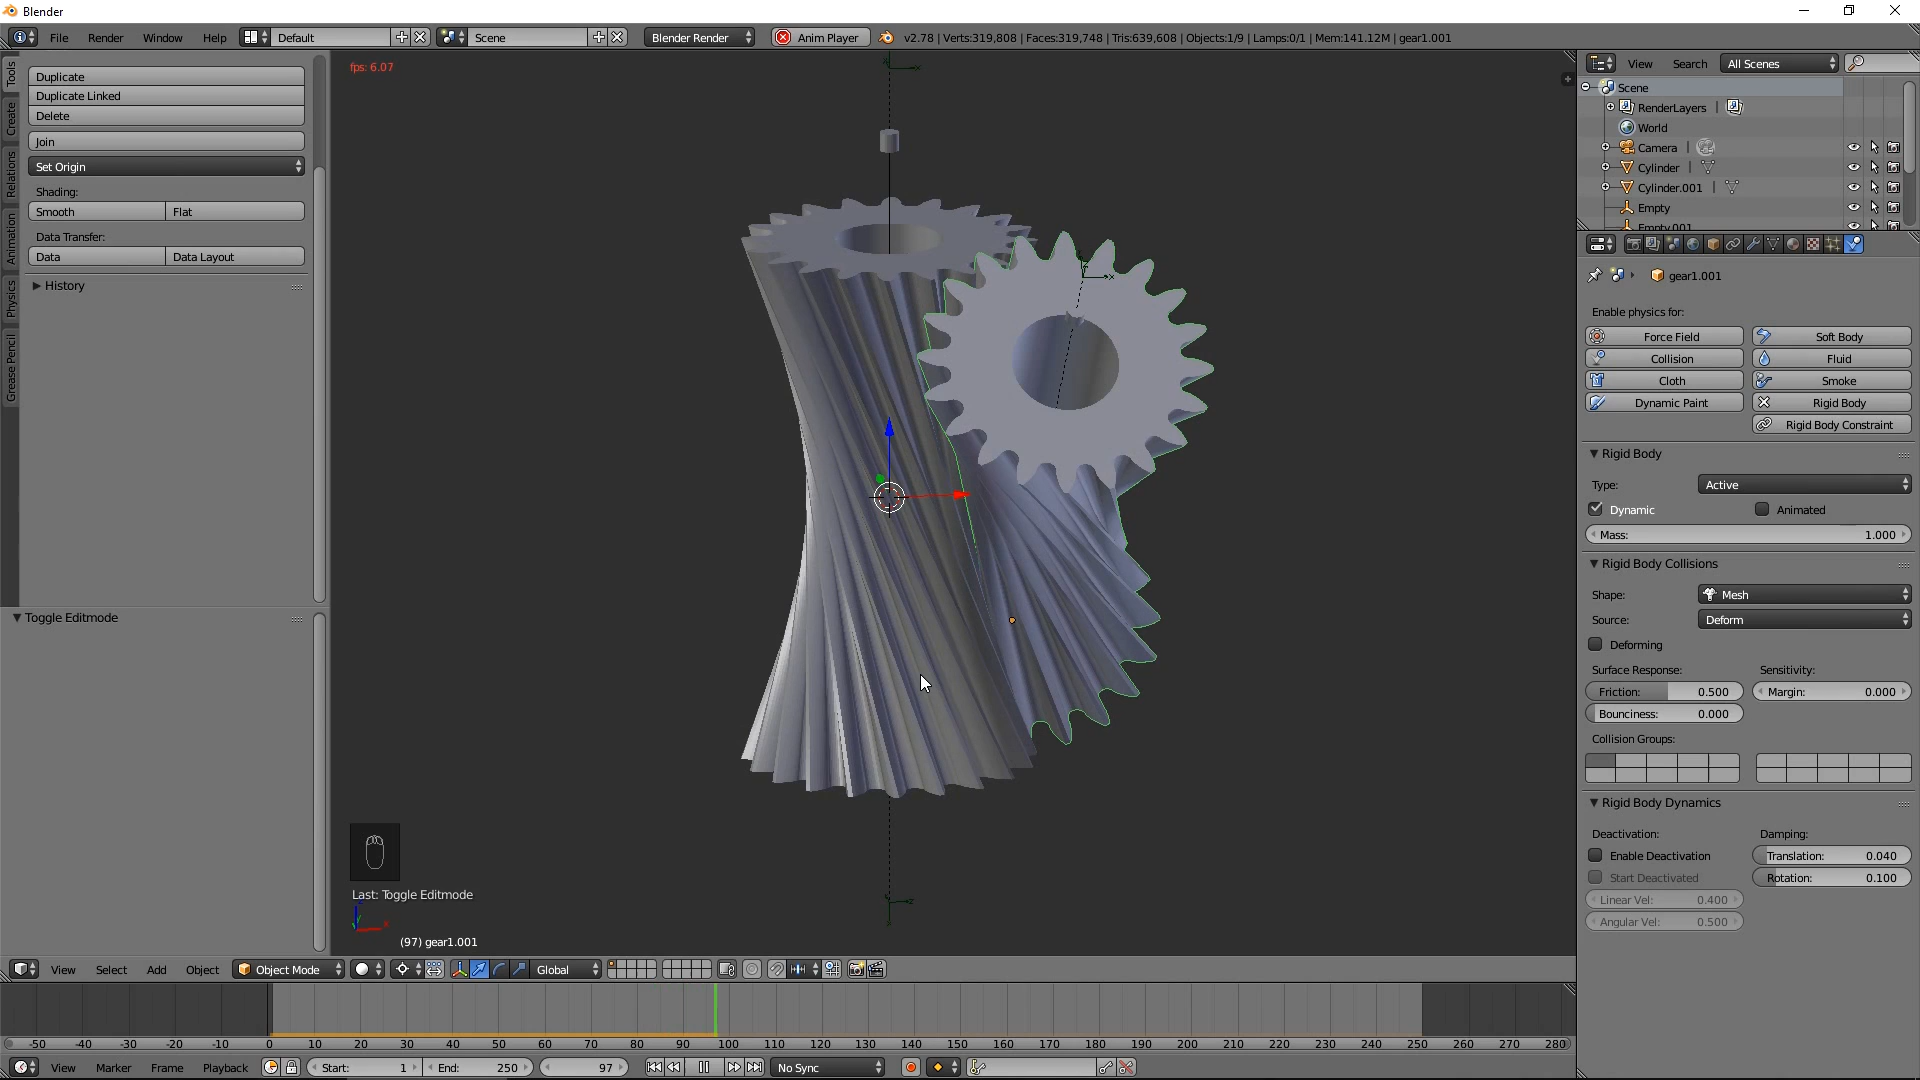 Blender
File Render Window Help Default Scene Blender Render Anim Player v2.78 | Verts:319,808 | Faces:319,748 | Tris:639,608 | Objects:1/9 | Lamps:0/1 | Mem:141.12M | gear1.001
Tools
Create
Relations
Animation
Physics
Grease Pencil
Duplicate
Duplicate Linked
Delete
Join
Set Origin
Shading:
Smooth Flat
Data Transfer:
Data Data Layout
History
Toggle Editmode
fps: 6.07
Last: Toggle Editmode
(97) gear1.001
View Search All Scenes
Scene
RenderLayers |
World
Camera |
Cylinder |
Cylinder.001 |
Empty
Empty.001
gear1.001
Enable physics for:
Force Field Soft Body
Collision Fluid
Cloth Smoke
Dynamic Paint Rigid Body
Rigid Body Constraint
Rigid Body
Type: Active
Dynamic Animated
Mass: 1.000
Rigid Body Collisions
Shape: Mesh
Source: Deform
Deforming
Surface Response: Sensitivity:
Friction: 0.500 Margin: 0.000
Bounciness: 0.000
Collision Groups:
Rigid Body Dynamics
Deactivation: Damping:
Enable Deactivation Translation: 0.040
Start Deactivated Rotation: 0.100
Linear Vel: 0.400
Angular Vel: 0.500
View Select Add Object Object Mode Global
-50 -40 -30 -20 -10 0 10 20 30 40 50 60 70 80 90 100 110 120 130 140 150 160 170 180 190 200 210 220 230 240 250 260 270 280
View Marker Frame Playback Start: 1 End: 250 97 No Sync